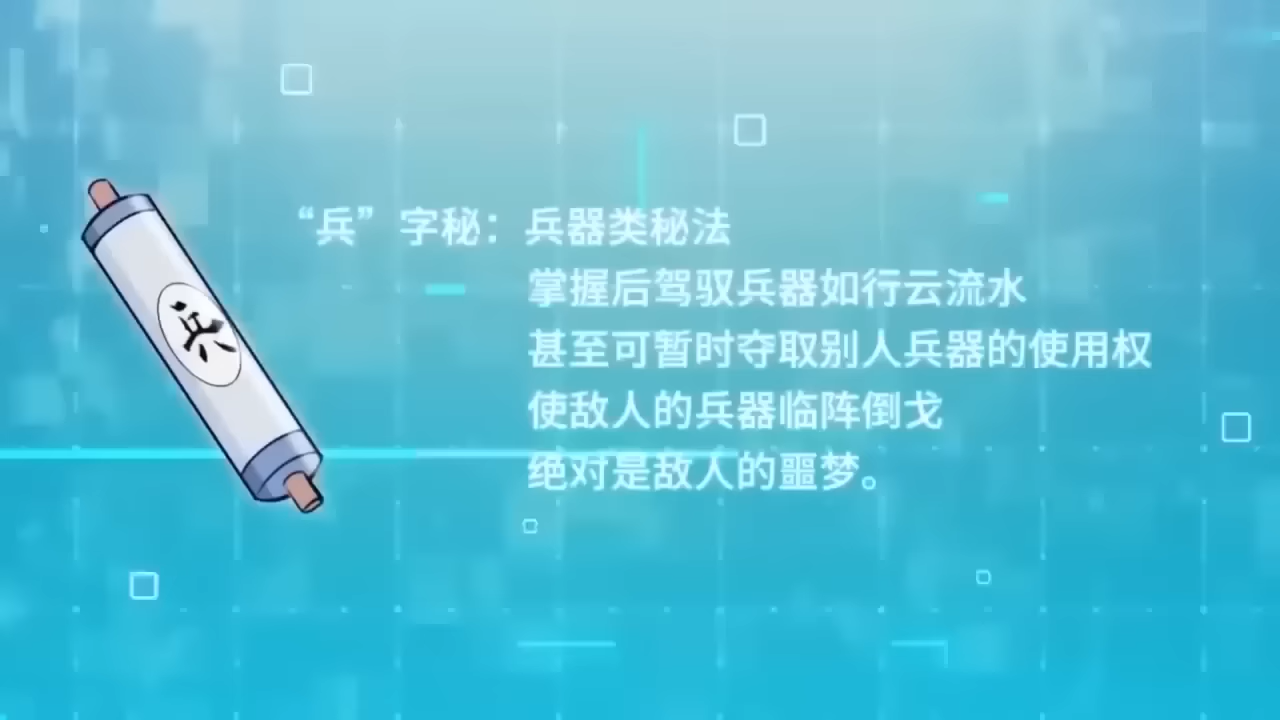 兵
“兵”字秘：兵器类秘法
掌握后驾驭兵器如行云流水
甚至可暂时夺取别人兵器的使用权
使敌人的兵器临阵倒戈
绝对是敌人的噩梦。